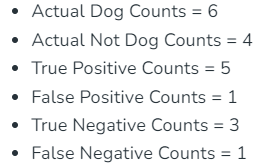 • Actual Dog Counts = 6
• Actual Not Dog Counts = 4
• True Positive Counts = 5
• False Positive Counts = 1
• True Negative Counts = 3
• False Negative Counts = 1